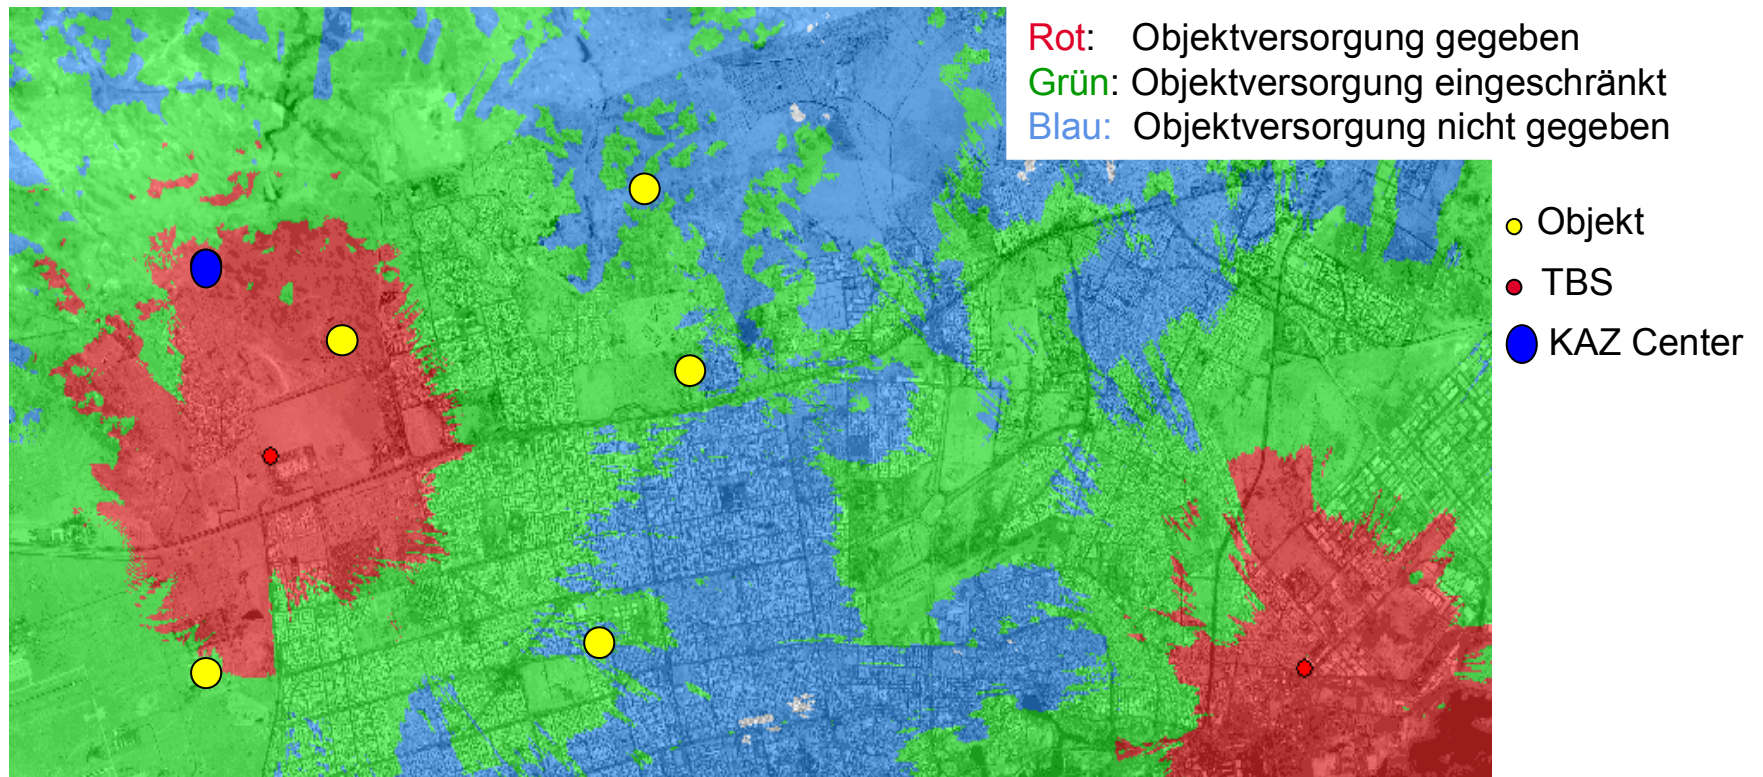 Rot: Objektversorgung gegeben
Grün: Objektversorgung eingeschränkt
Blau: Objektversorgung nicht gegeben
Objekt
TBS
KAZ Center